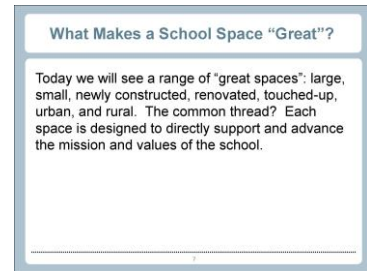 What Makes a School Space “Great”?
Today we will see a range of “great spaces”: large,
small, newly constructed, renovated, touched-up,
urban, and rural.  The common thread?  Each
space is designed to directly support and advance
the mission and values of the school.